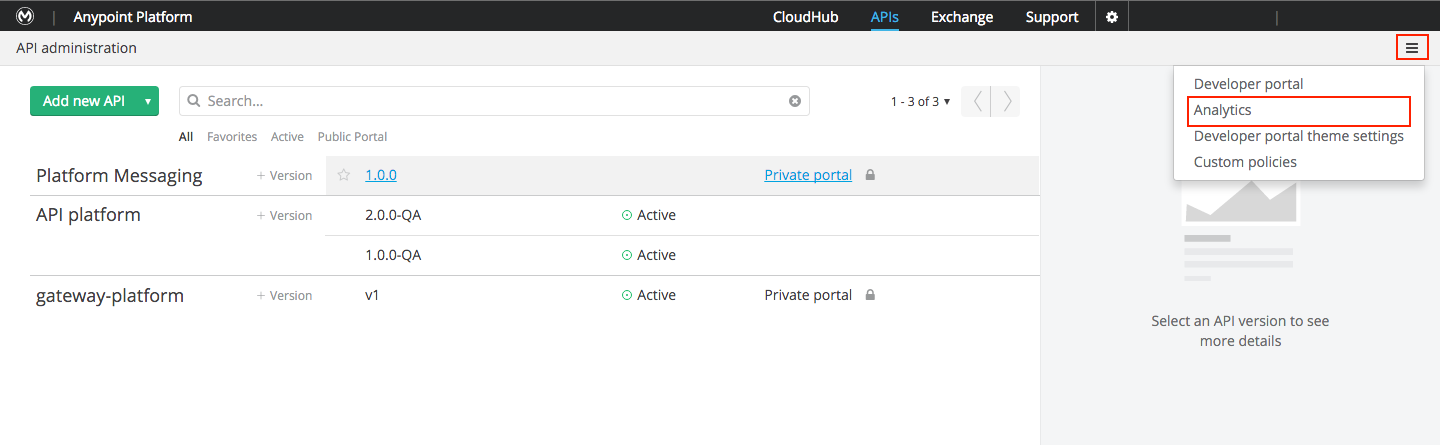 Anypoint Platform CloudHub APIs Exchange Support
API administration
Developer portal
Analytics
Developer portal theme settings
Custom policies
Add new API Search... 1 - 3 of 3
All Favorites Active Public Portal
Platform Messaging + Version 1.0.0 Private portal
API platform + Version 2.0.0-QA Active
1.0.0-QA Active
gateway-platform + Version v1 Active Private portal
Select an API version to see
more details